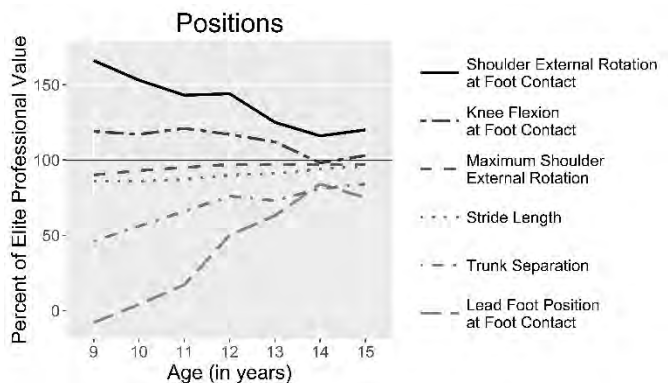 Positions
Percent of Elite Professional Value
150
100
50
0
9 10 11 12 13 14 15
Age (in years)
Shoulder External Rotation
at Foot Contact
Knee Flexion
at Foot Contact
Maximum Shoulder
External Rotation
Stride Length
Trunk Separation
Lead Foot Position
at Foot Contact